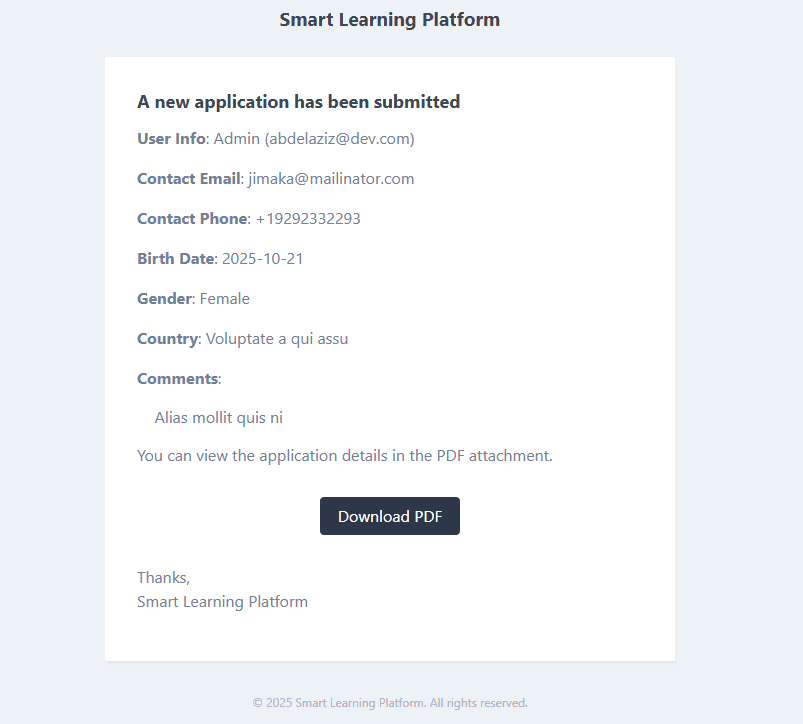 Smart Learning Platform
A new application has been submitted
User Info: Admin (abdelaziz@dev.com)
Contact Email: jimaka@mailinator.com
Contact Phone: +19292332293
Birth Date: 2025-10-21
Gender: Female
Country: Voluptate a qui assu
Comments:
Alias mollit quis ni
You can view the application details in the PDF attachment.
Download PDF
Thanks,
Smart Learning Platform
© 2025 Smart Learning Platform. All rights reserved.